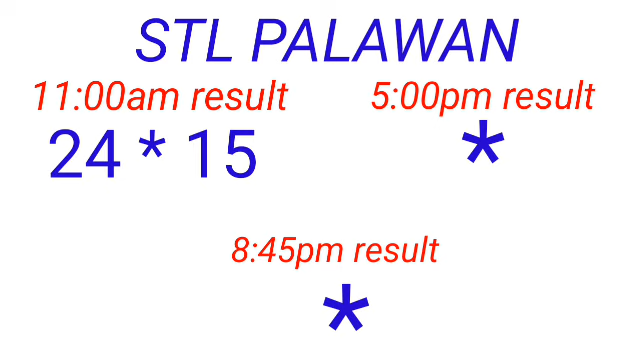 STL PALAWAN
11:00am result
24 * 15
5:00pm result
*
8:45pm result
*